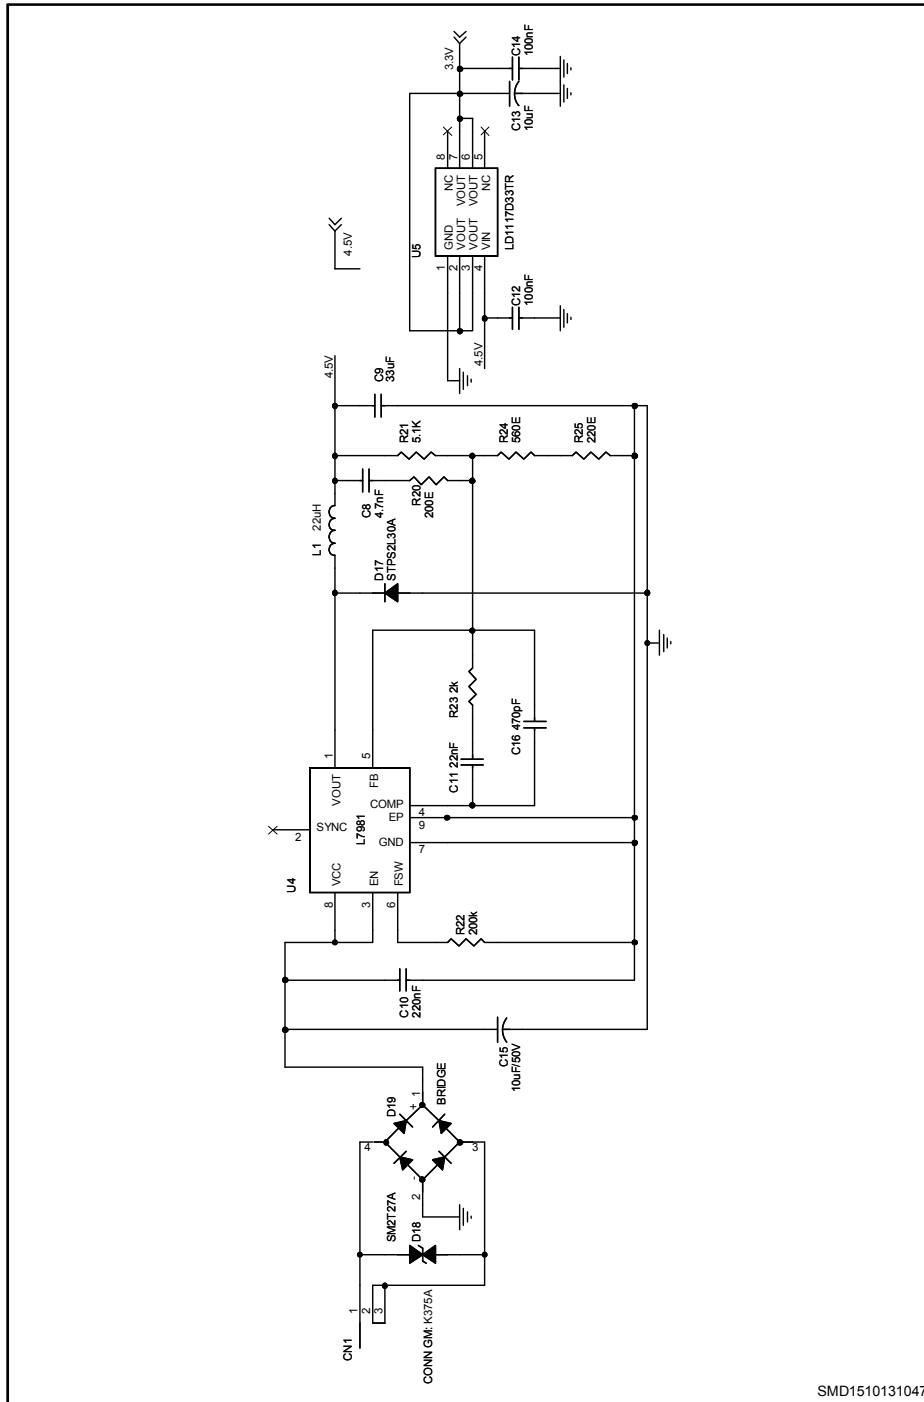 CN1
1
2
3
CONN GM: K375A
SM2T27A
D18
4
D19
+
1
-
2
3
BRIDGE
C15
10uF/50V
C10
220nF
U4
8
VCC
3
EN
6
FSW
R22
200k
2
SYNC
L7981
GND
7
EP
9
COMP
4
VOUT
1
FB
5
C11 22nF
R23 2k
C16 470pF
D17
STPS2L30A
L1 22uH
C8
4.7nF
R20
200E
R21
5.1K
R24
560E
R25
220E
C9
33uF
4.5V
4.5V
4.5V
C12
100nF
U5
1
2
3
4
GND
VOUT
VOUT
VIN
NC
VOUT
VOUT
NC
8
7
6
5
LD1117D33TR
3.3V
C14
100nF
C13
10uF
SMD1510131047